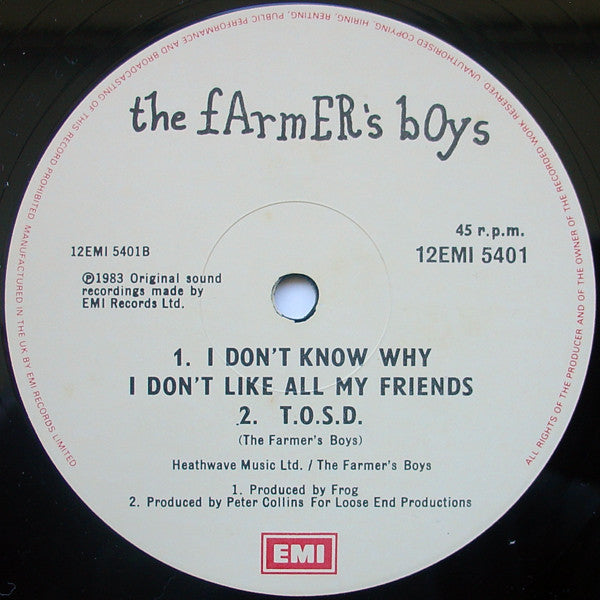 the fArmER's bOys
45 r.p.m.
12EMI 5401B
12EMI 5401
℗1983 Original sound
recordings made by
EMI Records Ltd.
1. I DON'T KNOW WHY
I DON'T LIKE ALL MY FRIENDS
2. T.O.S.D.
(The Farmer's Boys)
Heathwave Music Ltd. / The Farmer's Boys
1. Produced by Frog
2. Produced by Peter Collins For Loose End Productions
EMI
ALL RIGHTS OF THE PRODUCER AND OF THE OWNER OF THE RECORDED WORK RESERVED. UNAUTHORISED COPYING, HIRING, RENTING, PUBLIC PERFORMANCE AND BROADCASTING OF THIS RECORD PROHIBITED. MANUFACTURED IN THE UK BY EMI RECORDS LIMITED